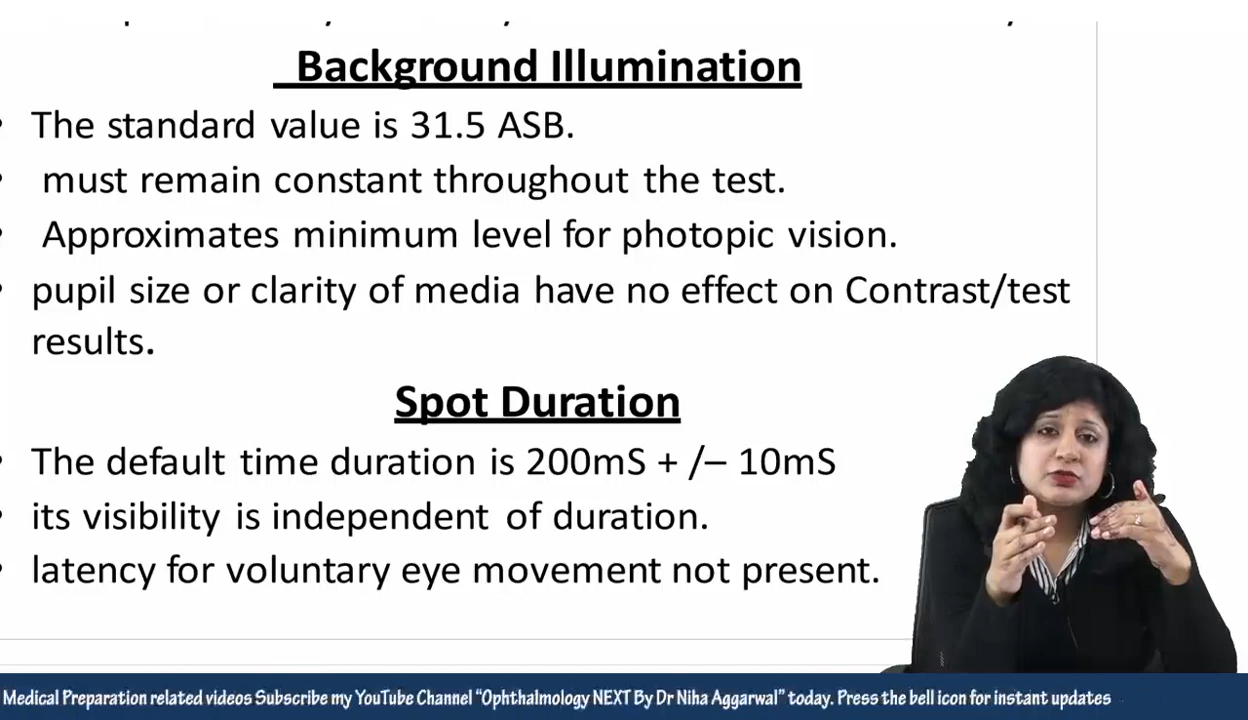 Background Illumination
The standard value is 31.5 ASB.
must remain constant throughout the test.
Approximates minimum level for photopic vision.
pupil size or clarity of media have no effect on Contrast/test
results.
Spot Duration
The default time duration is 200mS + /– 10mS
its visibility is independent of duration.
latency for voluntary eye movement not present.
Medical Preparation related videos Subscribe my YouTube Channel “Ophthalmology NEXT By Dr Niha Aggarwal” today. Press the bell icon for instant updates